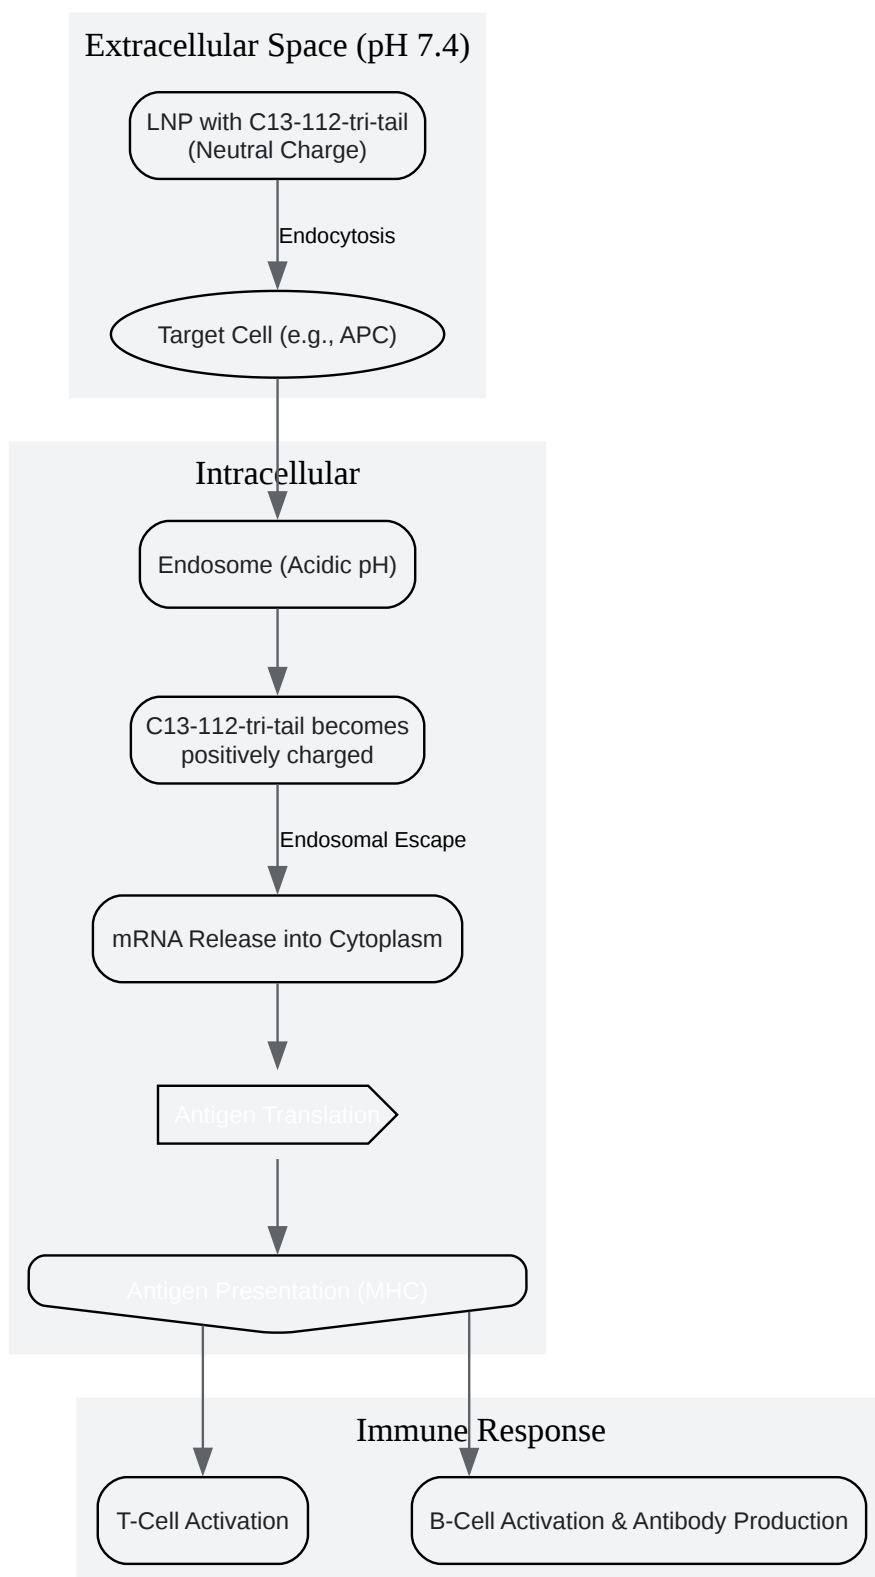 Extracellular Space (pH 7.4)
LNP with C13-112-tri-tail
(Neutral Charge)
Endocytosis
Target Cell (e.g., APC)
Intracellular
Endosome (Acidic pH)
C13-112-tri-tail becomes
positively charged
Endosomal Escape
mRNA Release into Cytoplasm
Antigen Translation
Antigen Presentation (MHC)
Immune Response
T-Cell Activation
B-Cell Activation & Antibody Production